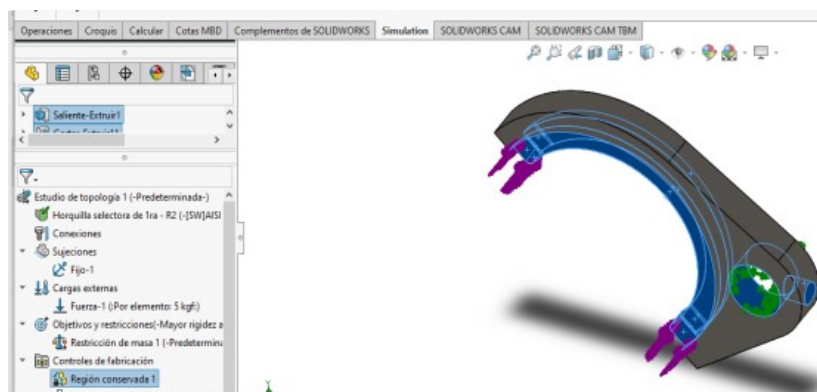 Operaciones Croquis Calcular Cotas MBD Complementos de SOLIDWORKS Simulation SOLIDWORKS CAM SOLIDWORKS CAM TBM
Saliente-Extruir1
Estudio de topología 1 (-Predeterminada-)
Horquilla selectora de 1ra - R2 (-[SW]AISI
Conexiones
Sujeciones
Fijo-1
Cargas externas
Fuerza-1 (:Por elemento: 5 kgf:)
Objetivos y restricciones(-Mayor rigidez a
Restricción de masa 1 (-Predetermina
Controles de fabricación
Región conservada 1